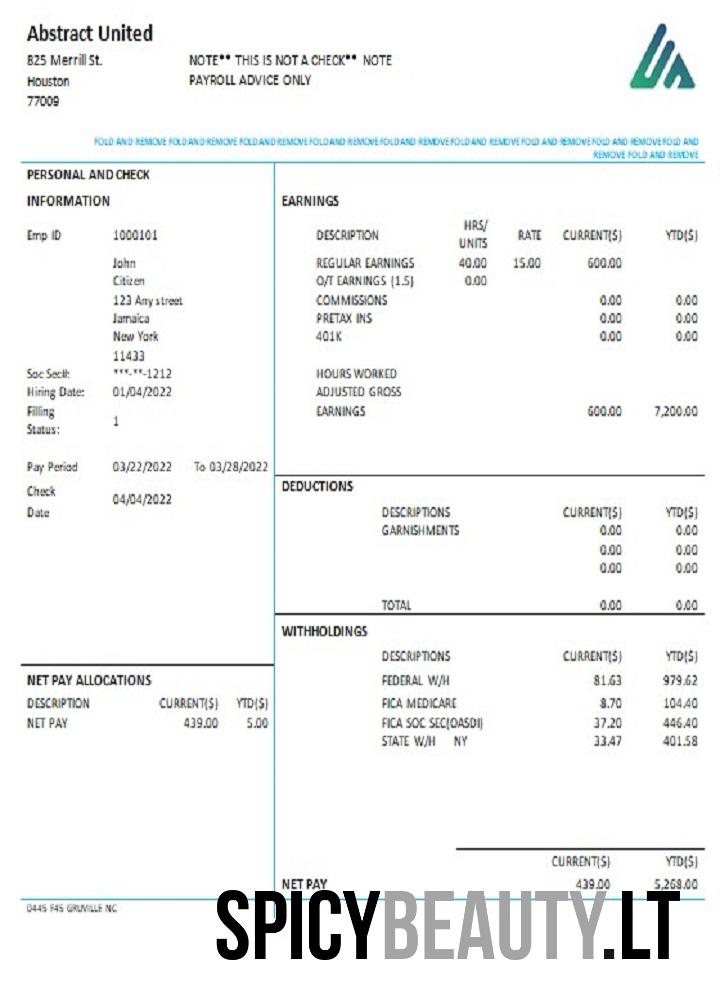 Abstract United
825 Merrill St.
Houston
77009
NOTE** THIS IS NOT A CHECK** NOTE
PAYROLL ADVICE ONLY
FOLD AND REMOVE FOLD AND REMOVE FOLD AND REMOVE FOLD AND REMOVE FOLD AND REMOVE FOLD AND REMOVE FOLD AND REMOVE FOLD AND REMOVE FOLD AND
REMOVE FOLD AND REMOVE
PERSONAL AND CHECK
INFORMATION
Emp ID 1000101
John
Citizen
123 Any street
Jamaica
New York
11433
Soc Sec#: ***-**-1212
Hiring Date: 01/04/2022
Filling
Status: 1
Pay Period 03/22/2022 To 03/28/2022
Check
Date 04/04/2022
EARNINGS
DESCRIPTION HRS/ UNITS RATE CURRENT($) YTD($)
REGULAR EARNINGS 40.00 15.00 600.00
O/T EARNINGS (1.5) 0.00
COMMISSIONS 0.00 0.00
PRETAX INS 0.00 0.00
401K 0.00 0.00
HOURS WORKED
ADJUSTED GROSS
EARNINGS 600.00 7,200.00
DEDUCTIONS
DESCRIPTIONS CURRENT($) YTD($)
GARNISHMENTS 0.00 0.00
0.00 0.00
0.00 0.00
TOTAL 0.00 0.00
WITHHOLDINGS
DESCRIPTIONS CURRENT($) YTD($)
FEDERAL W/H 81.63 979.62
FICA MEDICARE 8.70 104.40
FICA SOC SEC(OASDI) 37.20 446.40
STATE W/H NY 33.47 401.58
NET PAY ALLOCATIONS
DESCRIPTION CURRENT($) YTD($)
NET PAY 439.00 5.00
CURRENT($) YTD($)
NET PAY 439.00 5,268.00
0445 F45 GRUVILLE NC
SPICYBEAUTY.LT